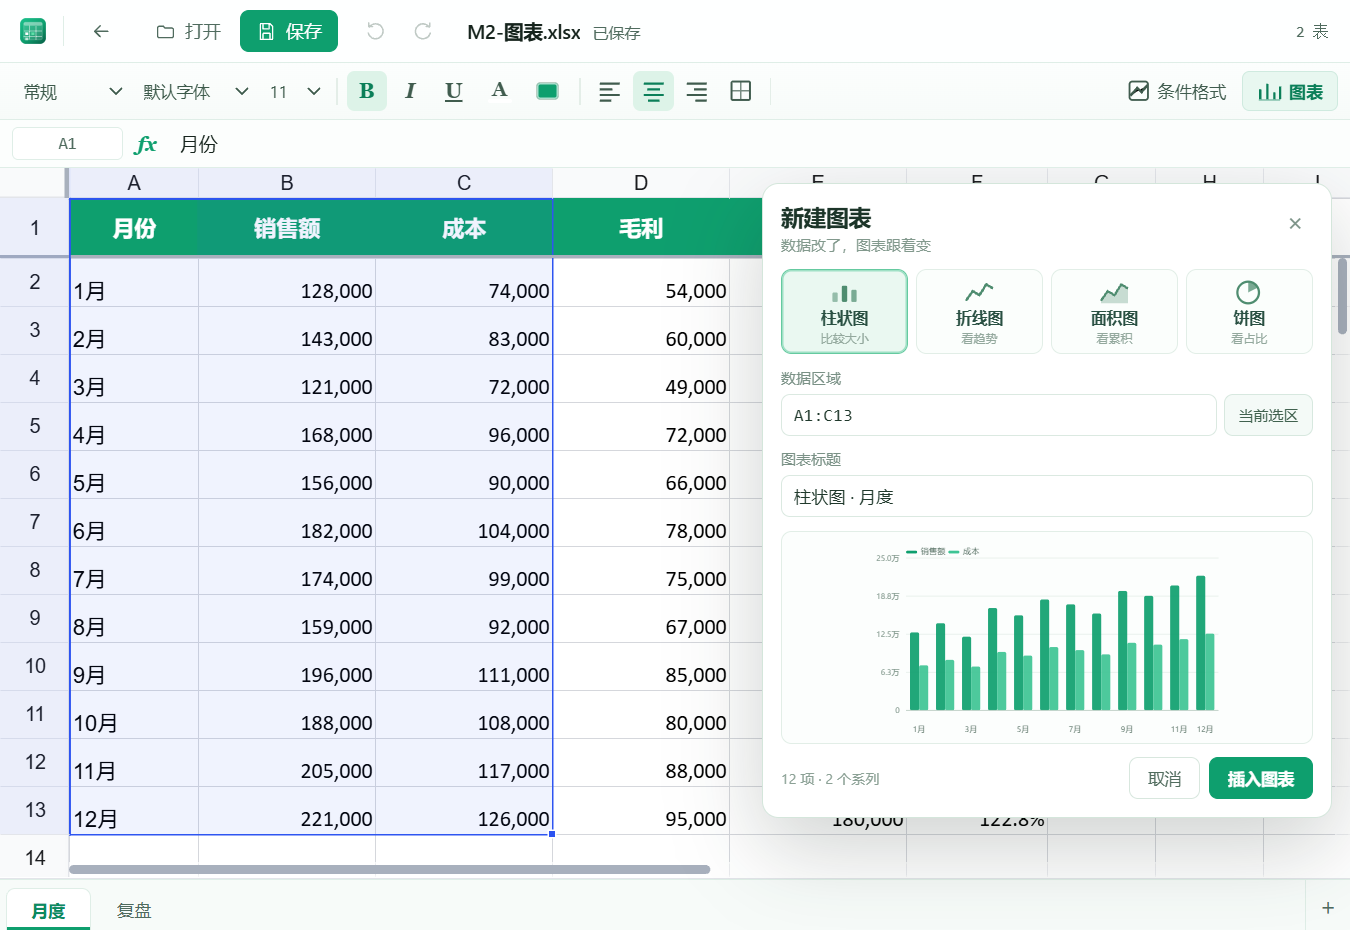 打开
保存
M2-图表.xlsx 已保存
2 表
常规
默认字体
11
B I U A
条件格式
图表
A1
fx
月份
A B C D E F G H I
1 月份 销售额 成本 毛利
2 1月 128,000 74,000 54,000
3 2月 143,000 83,000 60,000
4 3月 121,000 72,000 49,000
5 4月 168,000 96,000 72,000
6 5月 156,000 90,000 66,000
7 6月 182,000 104,000 78,000
8 7月 174,000 99,000 75,000
9 8月 159,000 92,000 67,000
10 9月 196,000 111,000 85,000
11 10月 188,000 108,000 80,000
12 11月 205,000 117,000 88,000
13 12月 221,000 126,000 95,000 180,000 122.8%
14
新建图表
数据改了，图表跟着变
柱状图 折线图 面积图 饼图
比较大小 看趋势 看累积 看占比
数据区域
A1:C13
当前选区
图表标题
柱状图 · 月度
销售额 成本
25.0万
18.8万
12.5万
6.3万
0
1月 3月 5月 7月 9月 11月 12月
12 项 · 2 个系列
取消
插入图表
月度 复盘